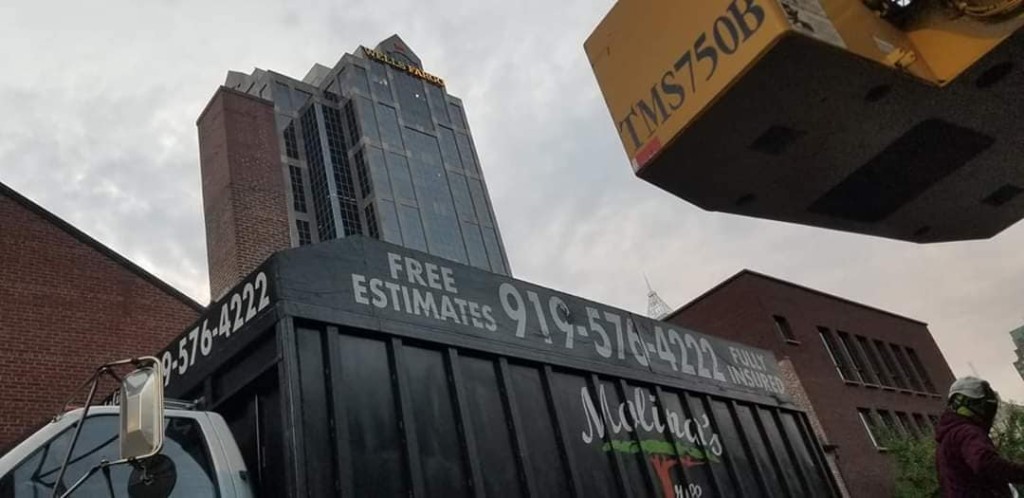 WELLS FARGO
TMS750B
FREE
ESTIMATES
919-576-4222
FULLY
INSURED
9-576-4222
Molina's